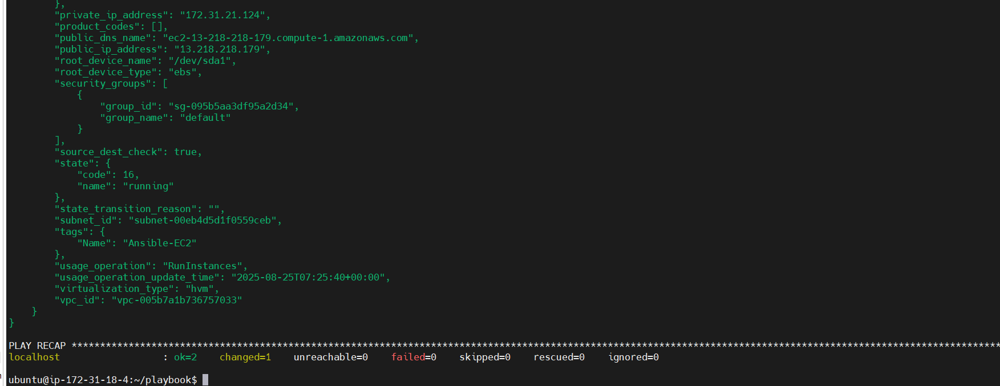 },
"private_ip_address": "172.31.21.124",
"product_codes": [],
"public_dns_name": "ec2-13-218-218-179.compute-1.amazonaws.com",
"public_ip_address": "13.218.218.179",
"root_device_name": "/dev/sda1",
"root_device_type": "ebs",
"security_groups": [
{
"group_id": "sg-095b5aa3df95a2d34",
"group_name": "default"
}
],
"source_dest_check": true,
"state": {
"code": 16,
"name": "running"
},
"state_transition_reason": "",
"subnet_id": "subnet-00eb4d5d1f0559ceb",
"tags": {
"Name": "Ansible-EC2"
},
"usage_operation": "RunInstances",
"usage_operation_update_time": "2025-08-25T07:25:40+00:00",
"virtualization_type": "hvm",
"vpc_id": "vpc-005b7a1b736757033"
}
}
PLAY RECAP *******************************************************************************************************************************************************************
localhost : ok=2 changed=1 unreachable=0 failed=0 skipped=0 rescued=0 ignored=0
ubuntu@ip-172-31-18-4:~/playbook$